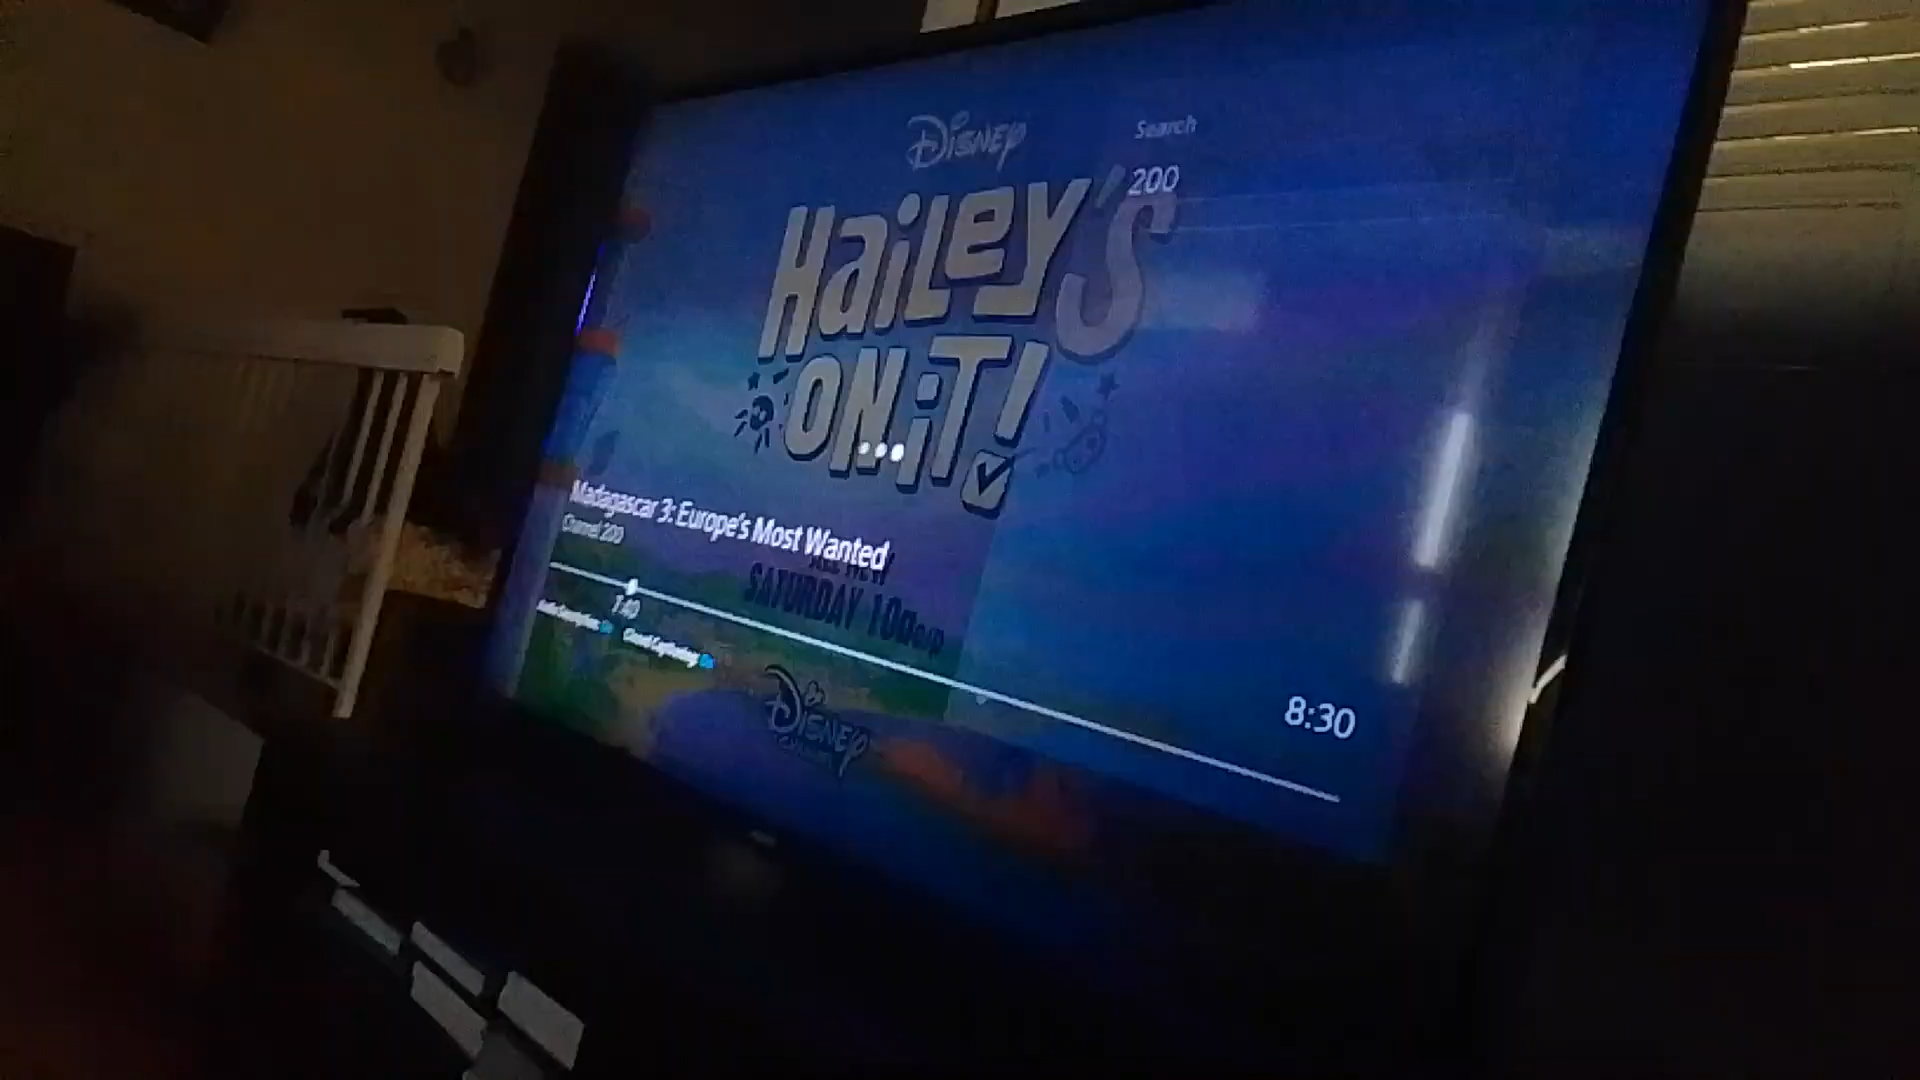 Disney
Search
200
Hailey's
On it!
...
Madagascar 3: Europe's Most Wanted
Channel 200
SATURDAY 10
7:40
Closed Captioning On
8:30
Disney